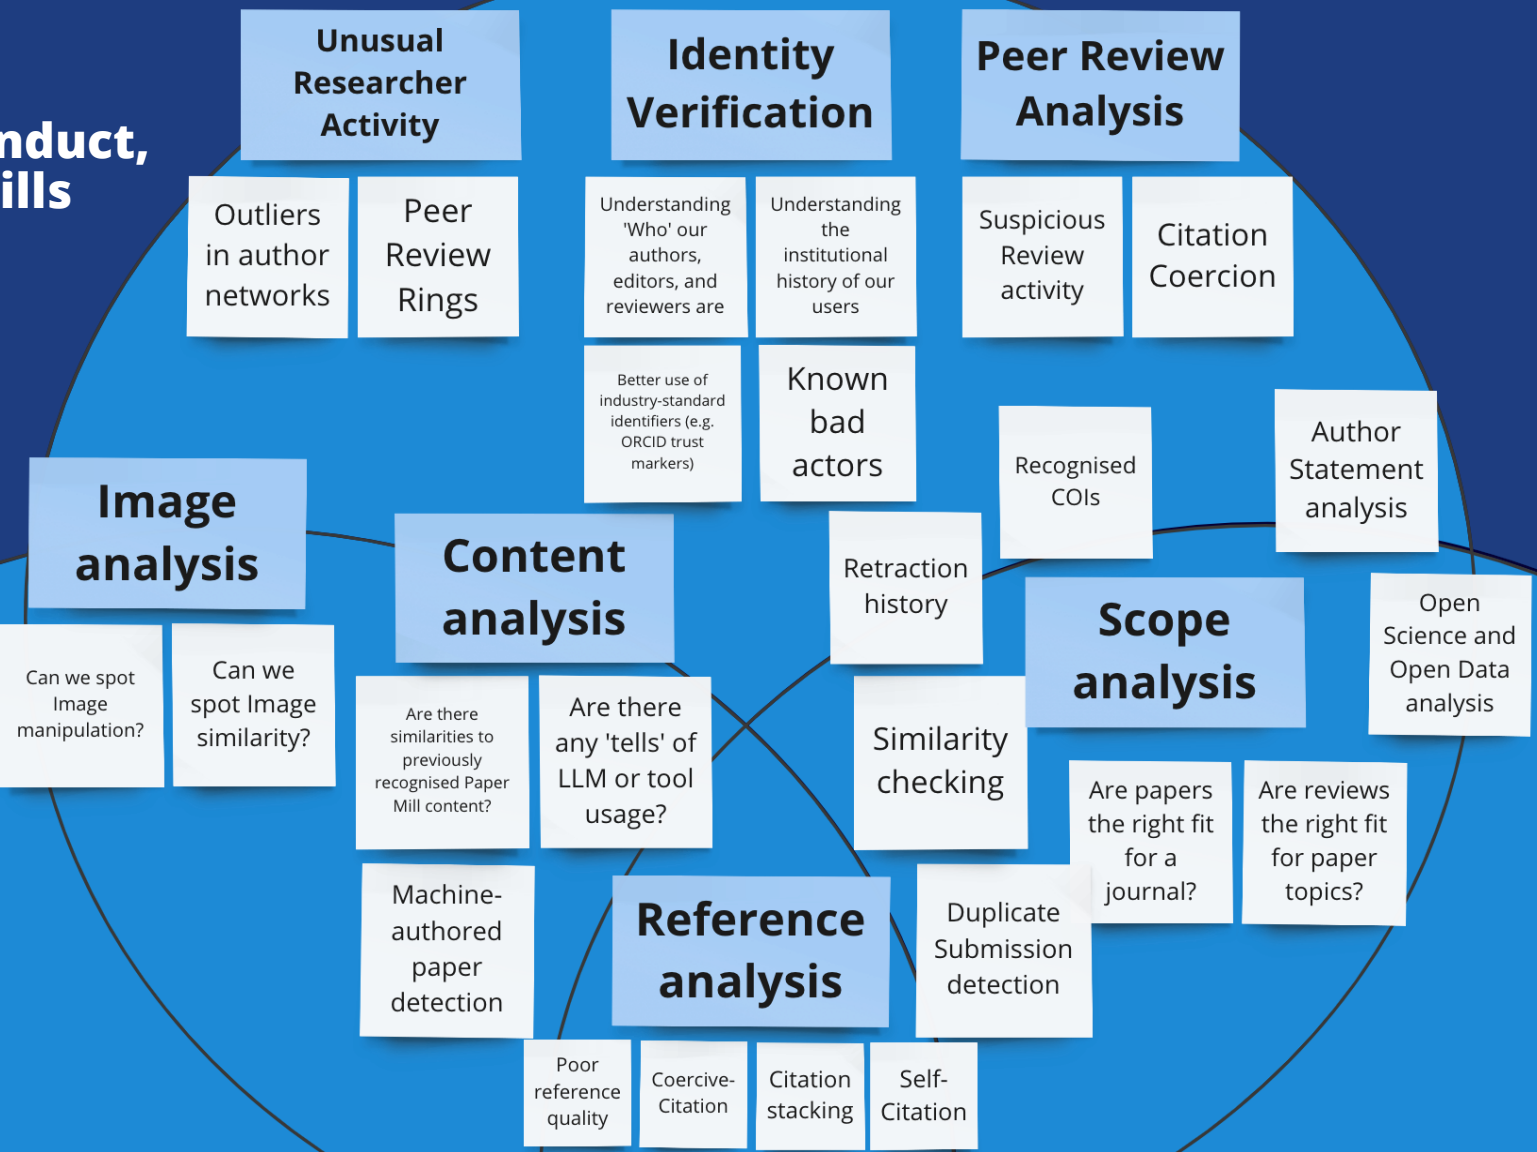 nduct,
ills
Unusual
Researcher
Activity
Identity
Verification
Peer Review
Analysis
Outliers
in author
networks
Peer
Review
Rings
Understanding
'Who' our
authors,
editors, and
reviewers are
Understanding
the
institutional
history of our
users
Suspicious
Review
activity
Citation
Coercion
Better use of
industry-standard
identifiers (e.g.
ORCID trust
markers)
Known
bad
actors
Recognised
COIs
Author
Statement
analysis
Image
analysis
Content
analysis
Retraction
history
Scope
analysis
Open
Science and
Open Data
analysis
Can we spot
Image
manipulation?
Can we
spot Image
similarity?
Are there
similarities to
previously
recognised Paper
Mill content?
Are there
any 'tells' of
LLM or tool
usage?
Similarity
checking
Are papers
the right fit
for a
journal?
Are reviews
the right fit
for paper
topics?
Machine-
authored
paper
detection
Reference
analysis
Duplicate
Submission
detection
Poor
reference
quality
Coercive-
Citation
Citation
stacking
Self-
Citation